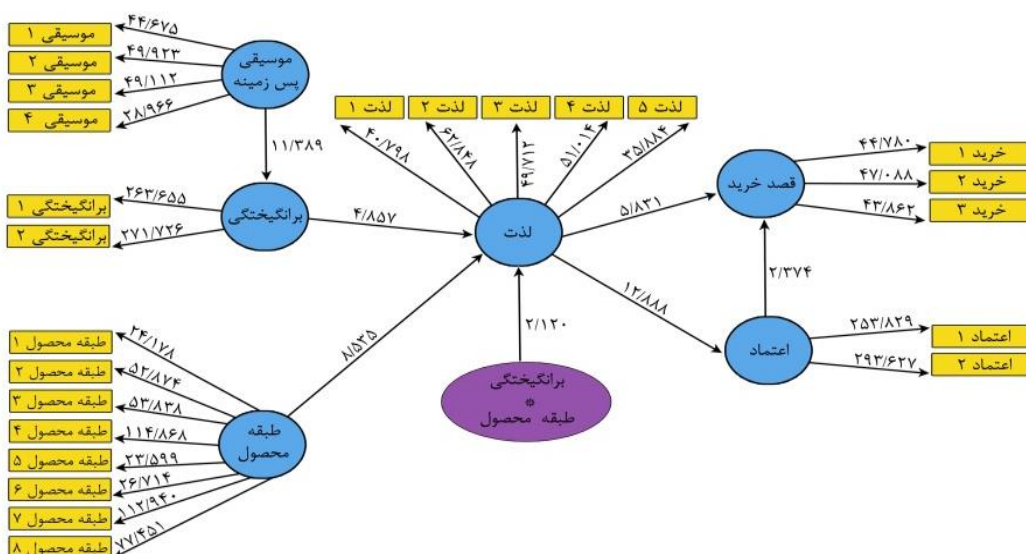 موسیقی ۱
موسیقی ۲
موسیقی ۳
موسیقی ۴
۴۴/۶۷۵
۴۹/۹۲۳
۴۹/۱۱۲
۲۸/۹۶۶
موسیقی
پس زمینه
۱۱/۳۸۹
برانگیختگی ۱
برانگیختگی ۲
۲۶۳/۶۵۵
۲۷۱/۷۲۶
برانگیختگی
۴/۸۵۷
لذت ۱
لذت ۲
لذت ۳
لذت ۴
لذت ۵
۴۰/۷۹۸
۶۲/۸۴۸
۴۹/۷۱۲
۵۱/۰۱۴
۳۵/۸۸۴
لذت
۵/۸۳۱
۱۲/۸۸۸
۸/۵۳۵
۲/۱۲۰
برانگیختگی
*
طبقه محصول
قصد خرید
۴۴/۷۸۰
۴۷/۰۸۸
۴۳/۸۶۲
خرید ۱
خرید ۲
خرید ۳
۲/۳۷۴
اعتماد
۲۵۳/۸۲۹
۲۹۳/۶۲۷
اعتماد ۱
اعتماد ۲
طبقه محصول ۱
طبقه محصول ۲
طبقه محصول ۳
طبقه محصول ۴
طبقه محصول ۵
طبقه محصول ۶
طبقه محصول ۷
طبقه محصول ۸
۲۴/۱۷۸
۵۲/۸۷۴
۵۳/۸۳۸
۱۱۴/۸۶۸
۲۳/۵۹۹
۲۶/۷۱۴
۱۱۲/۹۴۰
۷۷/۴۵۱
طبقه
محصول